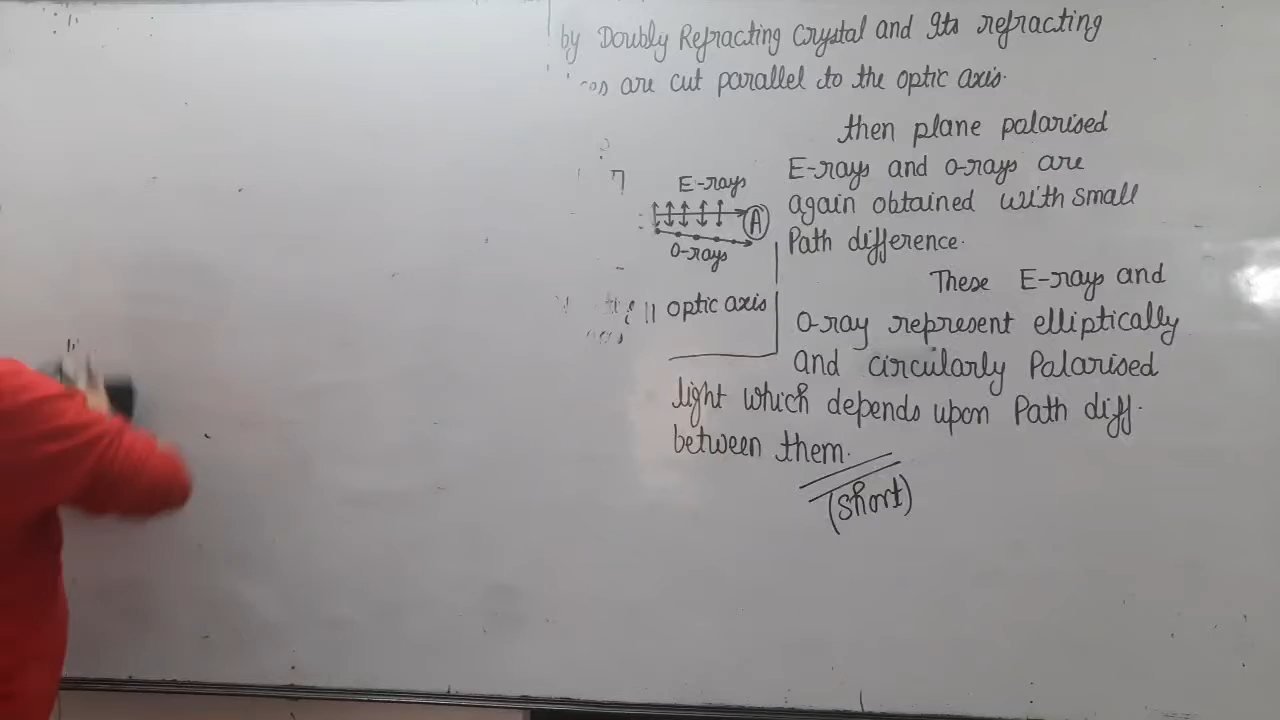 by Doubly Refracting Crystal and Its refracting
are cut parallel to the optic axis.
then plane polarised
E-rays and O-rays are
again obtained with small
Path difference.
E-rays
A
O-rays
|| optic axis
These E-ray and
O-ray represent elliptically
and circularly Polarised
light which depends upon Path diff.
between them.
(short)